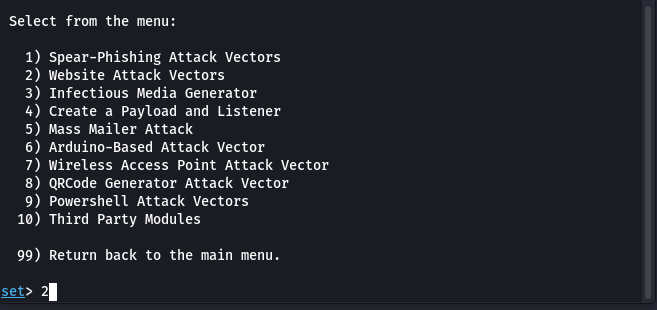 Select from the menu:
1) Spear-Phishing Attack Vectors
2) Website Attack Vectors
3) Infectious Media Generator
4) Create a Payload and Listener
5) Mass Mailer Attack
6) Arduino-Based Attack Vector
7) Wireless Access Point Attack Vector
8) QRCode Generator Attack Vector
9) Powershell Attack Vectors
10) Third Party Modules
99) Return back to the main menu.
set> 2